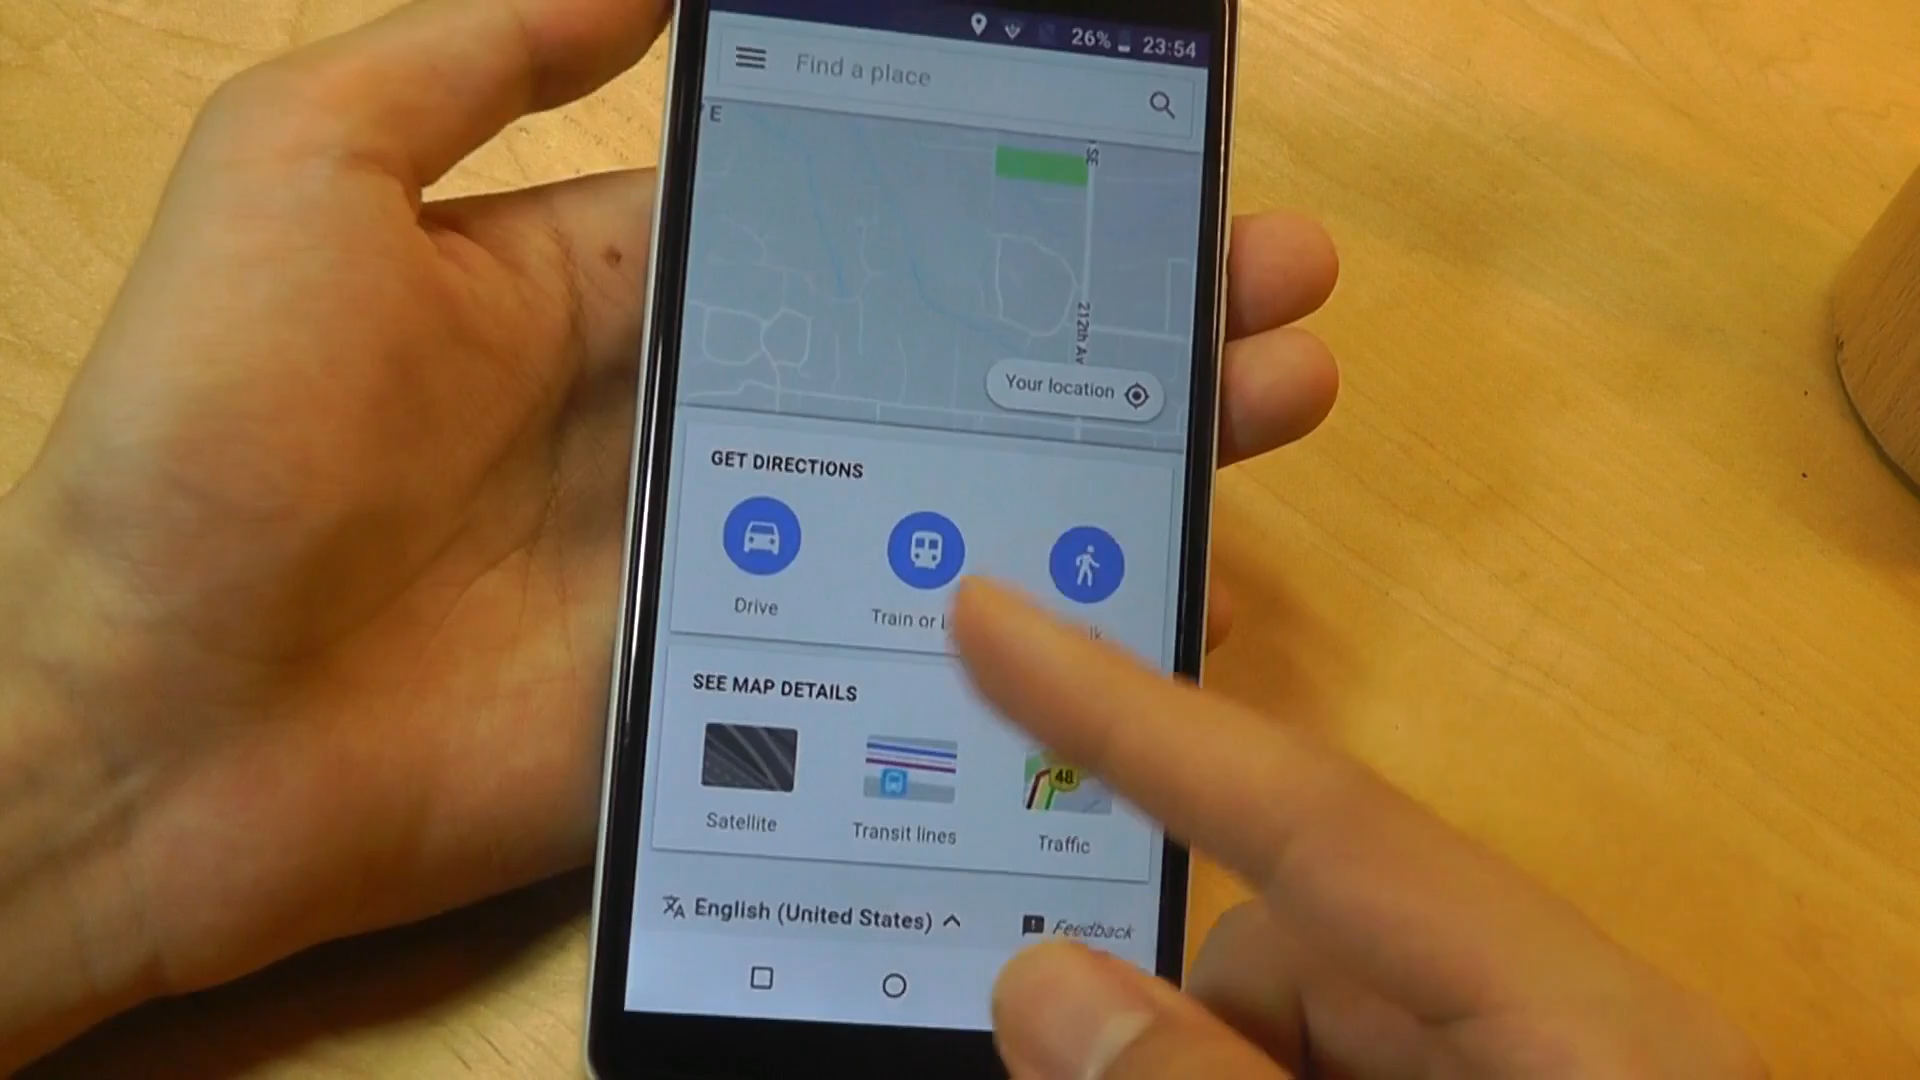 26% 23:54
Find a place
E
SE
212th Av
Your location
GET DIRECTIONS
Drive
Train or
SEE MAP DETAILS
48
Satellite
Transit lines
Traffic
English (United States)
Feedback